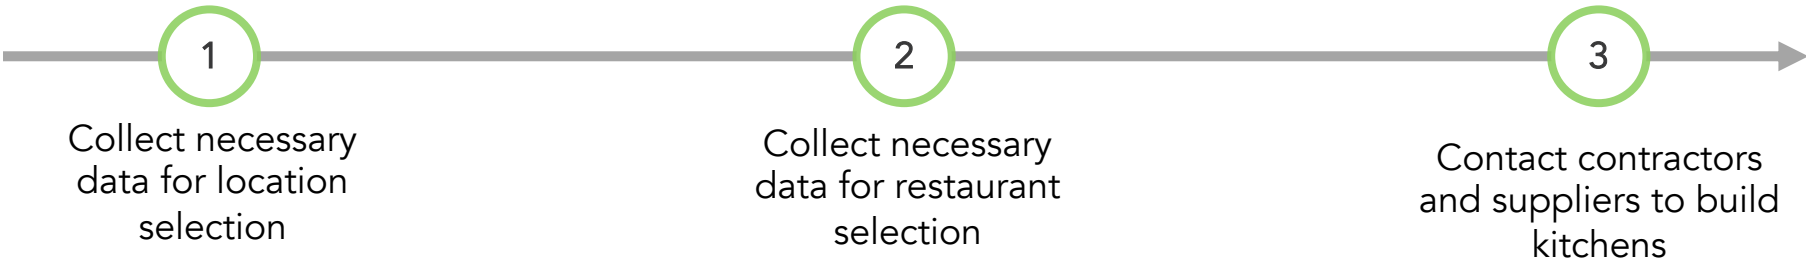 1
Collect necessary
data for location
selection
2
Collect necessary
data for restaurant
selection
3
Contact contractors
and suppliers to build
kitchens